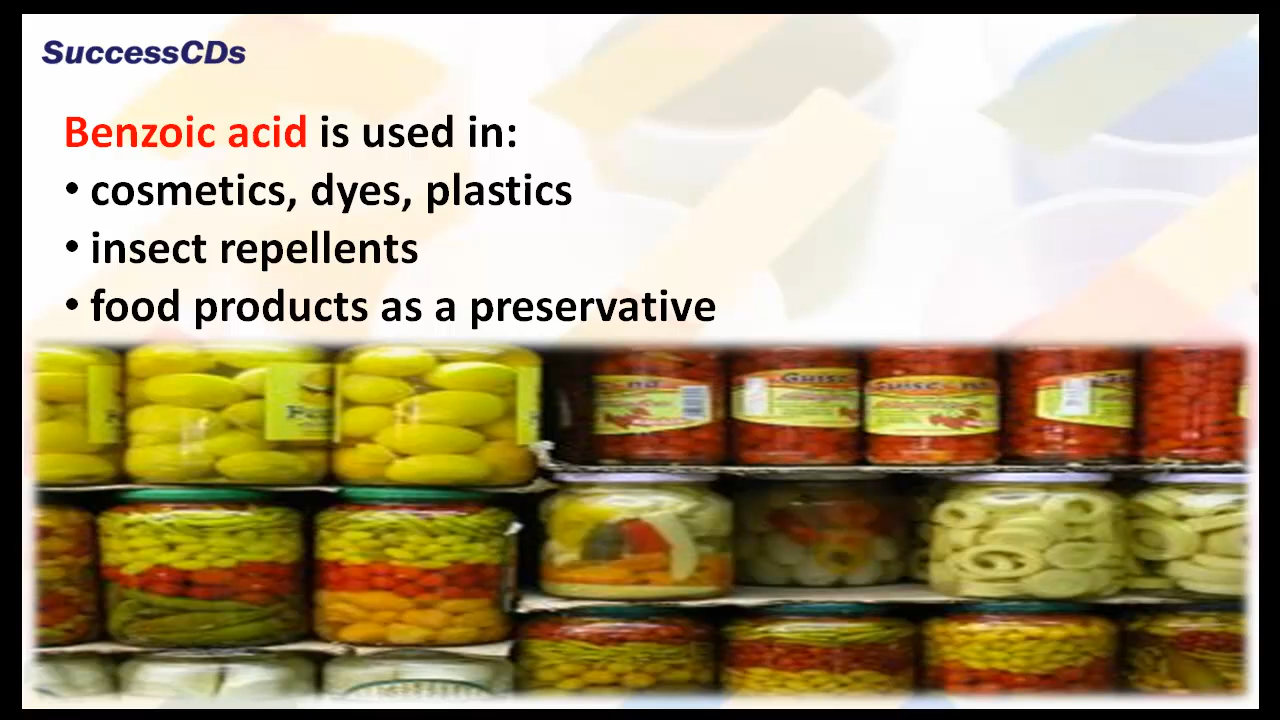 SuccessCDs
Benzoic acid is used in:
• cosmetics, dyes, plastics
• insect repellents
• food products as a preservative